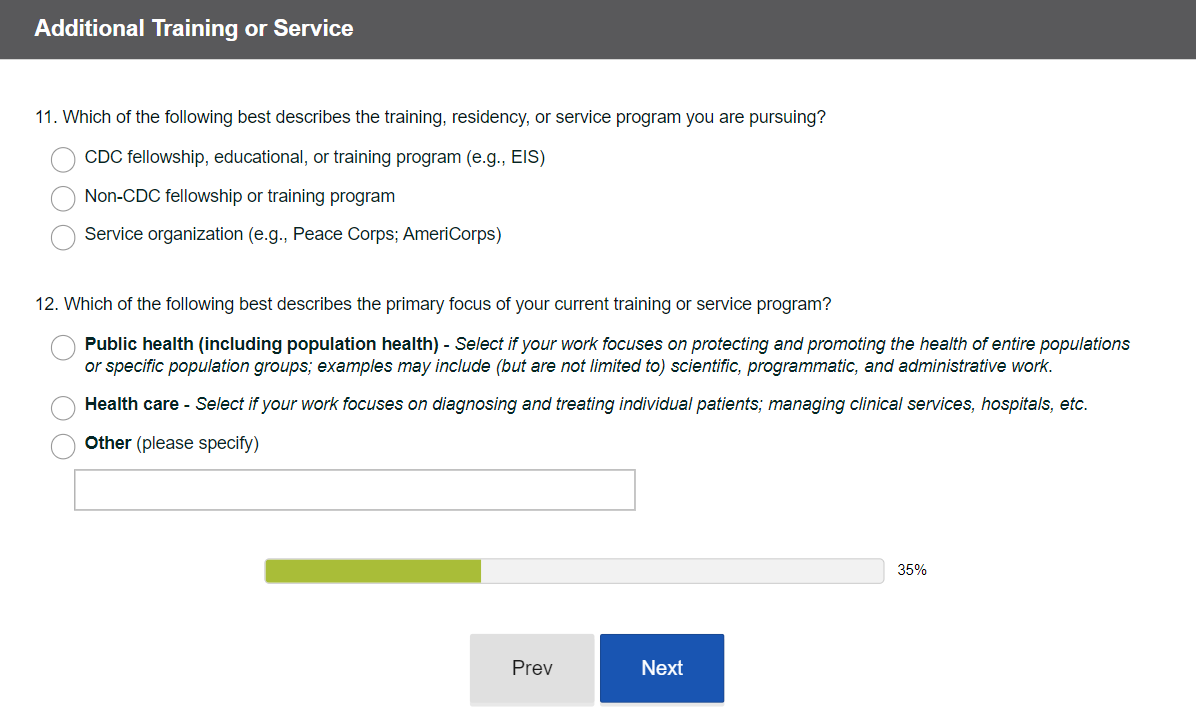 Additional Training or Service
11. Which of the following best describes the training, residency, or service program you are pursuing?
CDC fellowship, educational, or training program (e.g., EIS)
Non-CDC fellowship or training program
Service organization (e.g., Peace Corps; AmeriCorps)
12. Which of the following best describes the primary focus of your current training or service program?
Public health (including population health) - Select if your work focuses on protecting and promoting the health of entire populations
or specific population groups; examples may include (but are not limited to) scientific, programmatic, and administrative work.
Health care - Select if your work focuses on diagnosing and treating individual patients; managing clinical services, hospitals, etc.
Other (please specify)
35%
Prev
Next